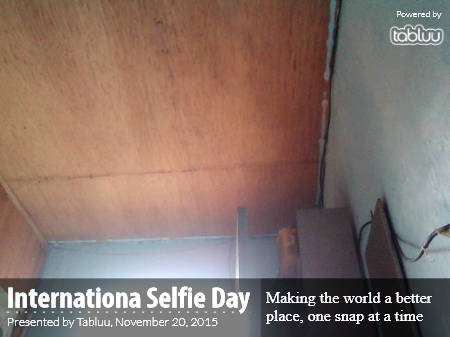 Powered by
tabluu
Internationa Selfie Day
Presented by Tabluu, November 20, 2015
Making the world a better
place, one snap at a time